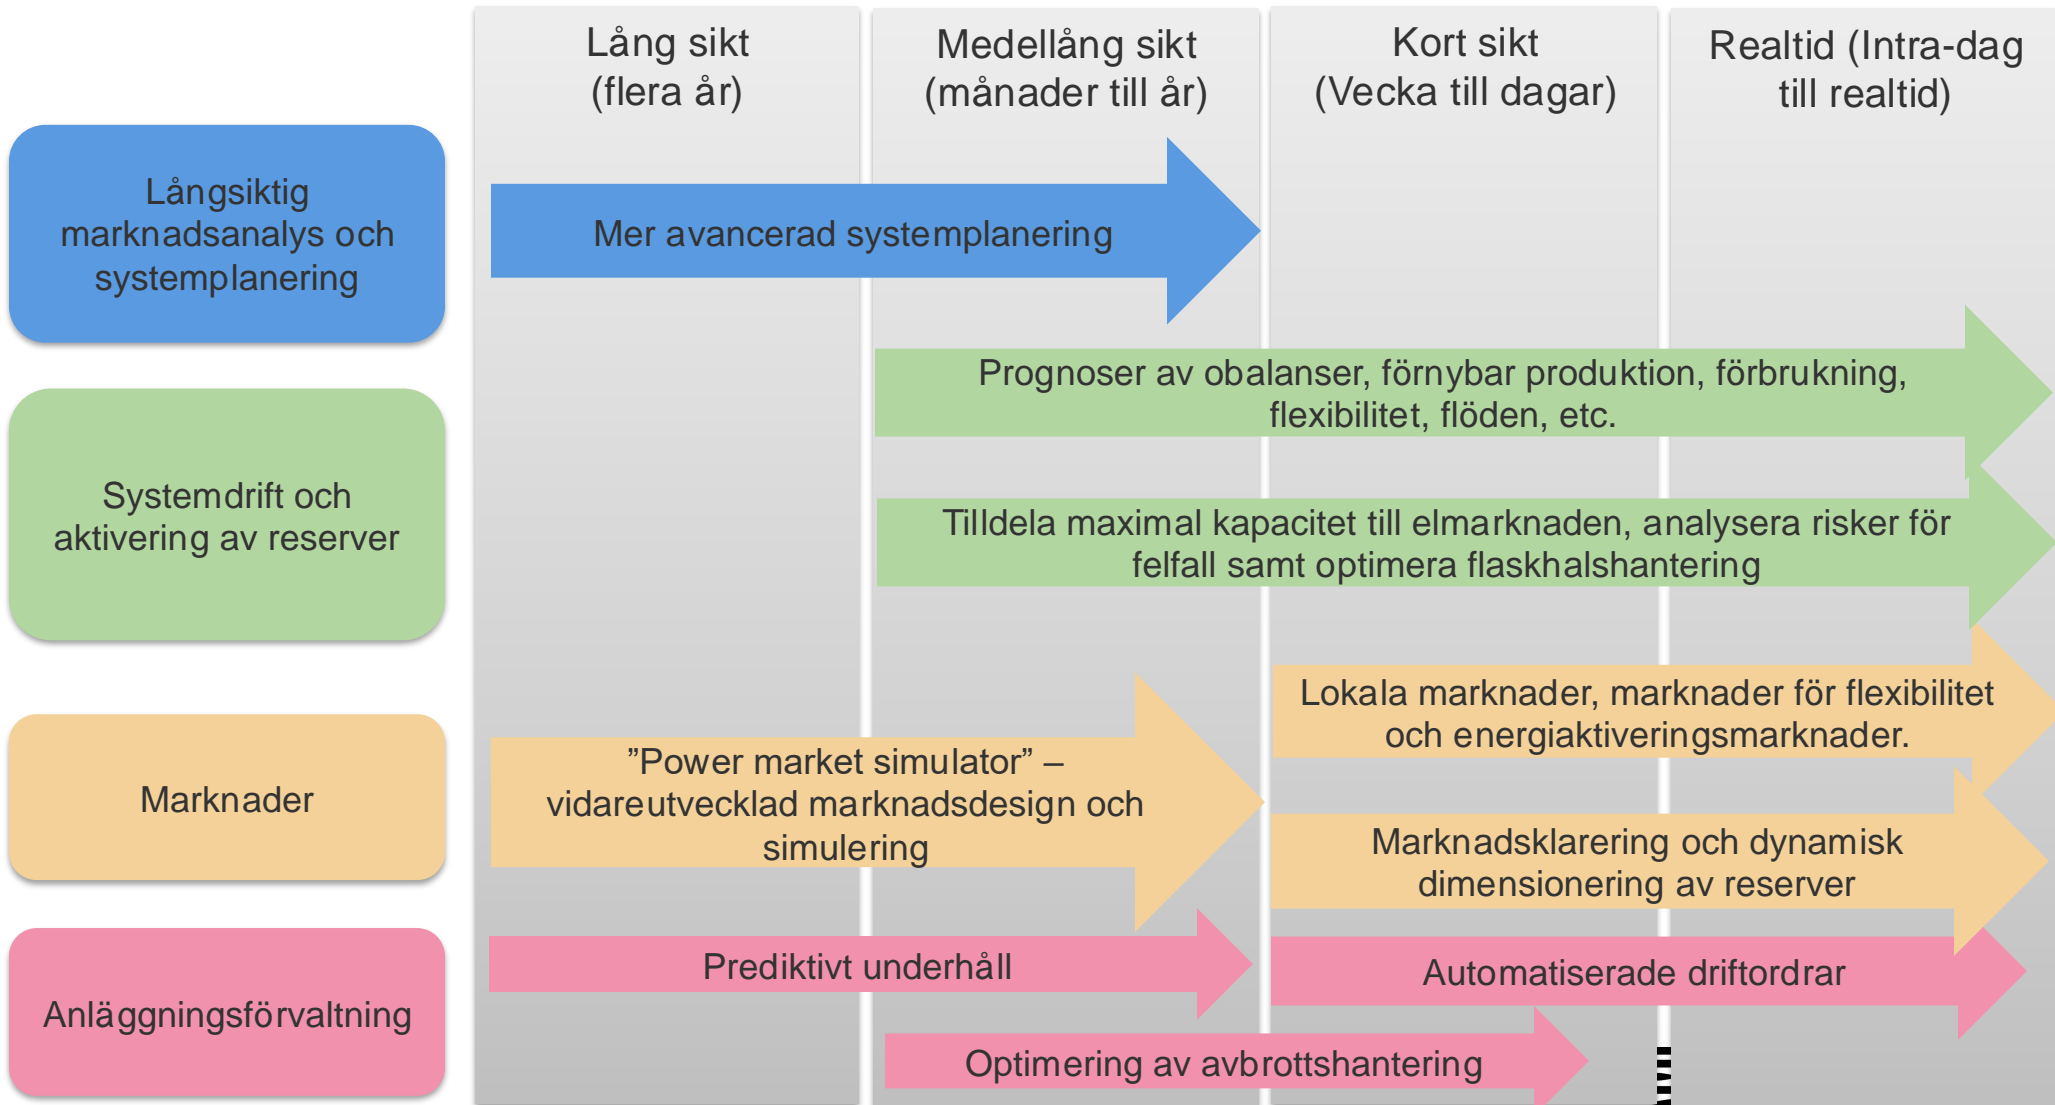 Lång sikt
(flera år)
Medellång sikt
(månader till år)
Kort sikt
(Vecka till dagar)
Realtid (Intra-dag
till realtid)
Långsiktig
marknadsanalys och
systemplanering
Mer avancerad systemplanering
Systemdrift och
aktivering av reserver
Prognoser av obalanser, förnybar produktion, förbrukning,
flexibilitet, flöden, etc.
Tilldela maximal kapacitet till elmarknaden, analysera risker för
felfall samt optimera flaskhalshantering
Marknader
”Power market simulator” –
vidareutvecklad marknadsdesign och
simulering
Lokala marknader, marknader för flexibilitet
och energiaktiveringsmarknader.
Marknadsklarering och dynamisk
dimensionering av reserver
Anläggningsförvaltning
Prediktivt underhåll
Automatiserade driftordrar
Optimering av avbrottshantering